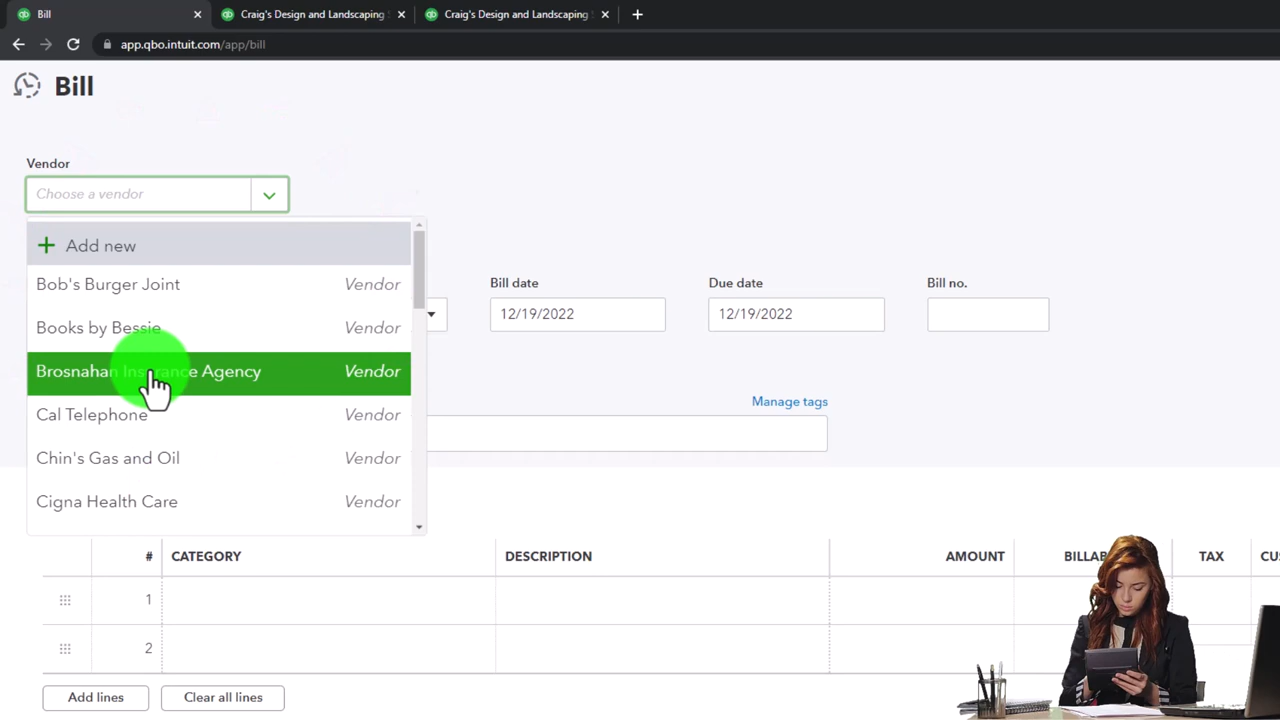 Bill
Craig's Design and Landscaping
Craig's Design and Landscaping
app.qbo.intuit.com/app/bill
Bill
Vendor
Choose a vendor
Add new
Bob's Burger Joint Vendor
Books by Bessie Vendor
Brosnahan Insurance Agency Vendor
Cal Telephone Vendor
Chin's Gas and Oil Vendor
Cigna Health Care Vendor
Bill date Due date Bill no.
12/19/2022 12/19/2022
Manage tags
# CATEGORY DESCRIPTION AMOUNT TAX
1
2
Add lines Clear all lines